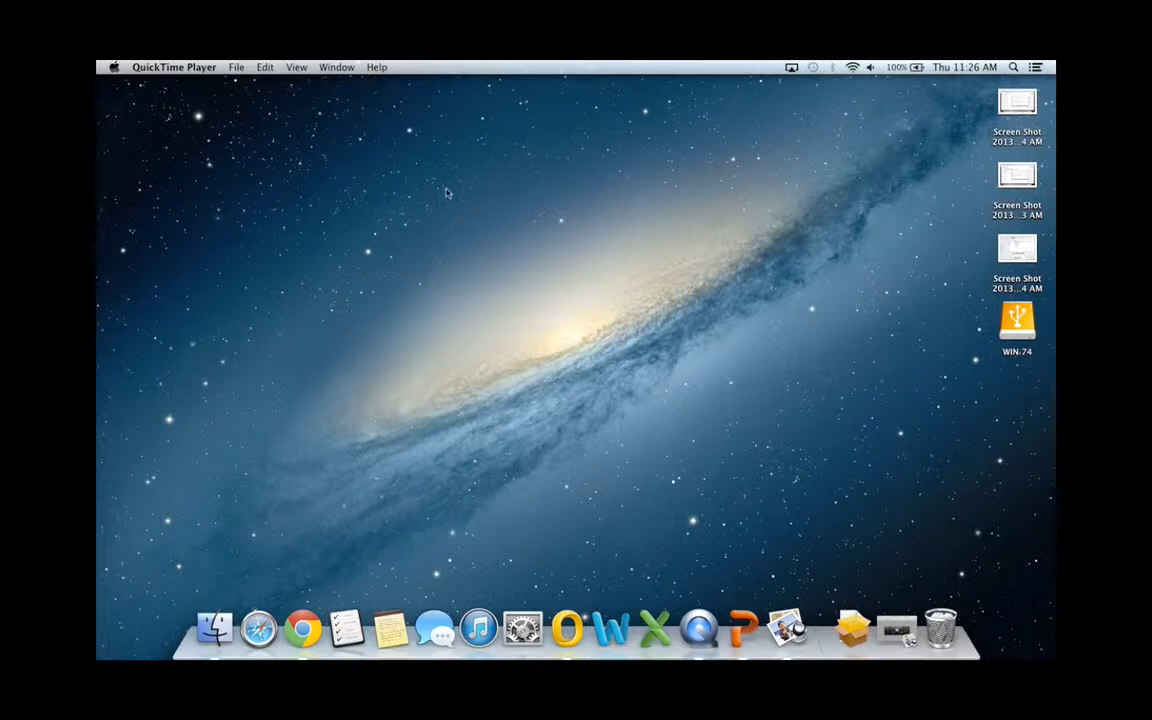 QuickTime Player File Edit View Window Help 100% Thu 11:26 AM
Screen Shot
2013...4 AM
Screen Shot
2013...3 AM
Screen Shot
2013...4 AM
WIN-74
O W X P